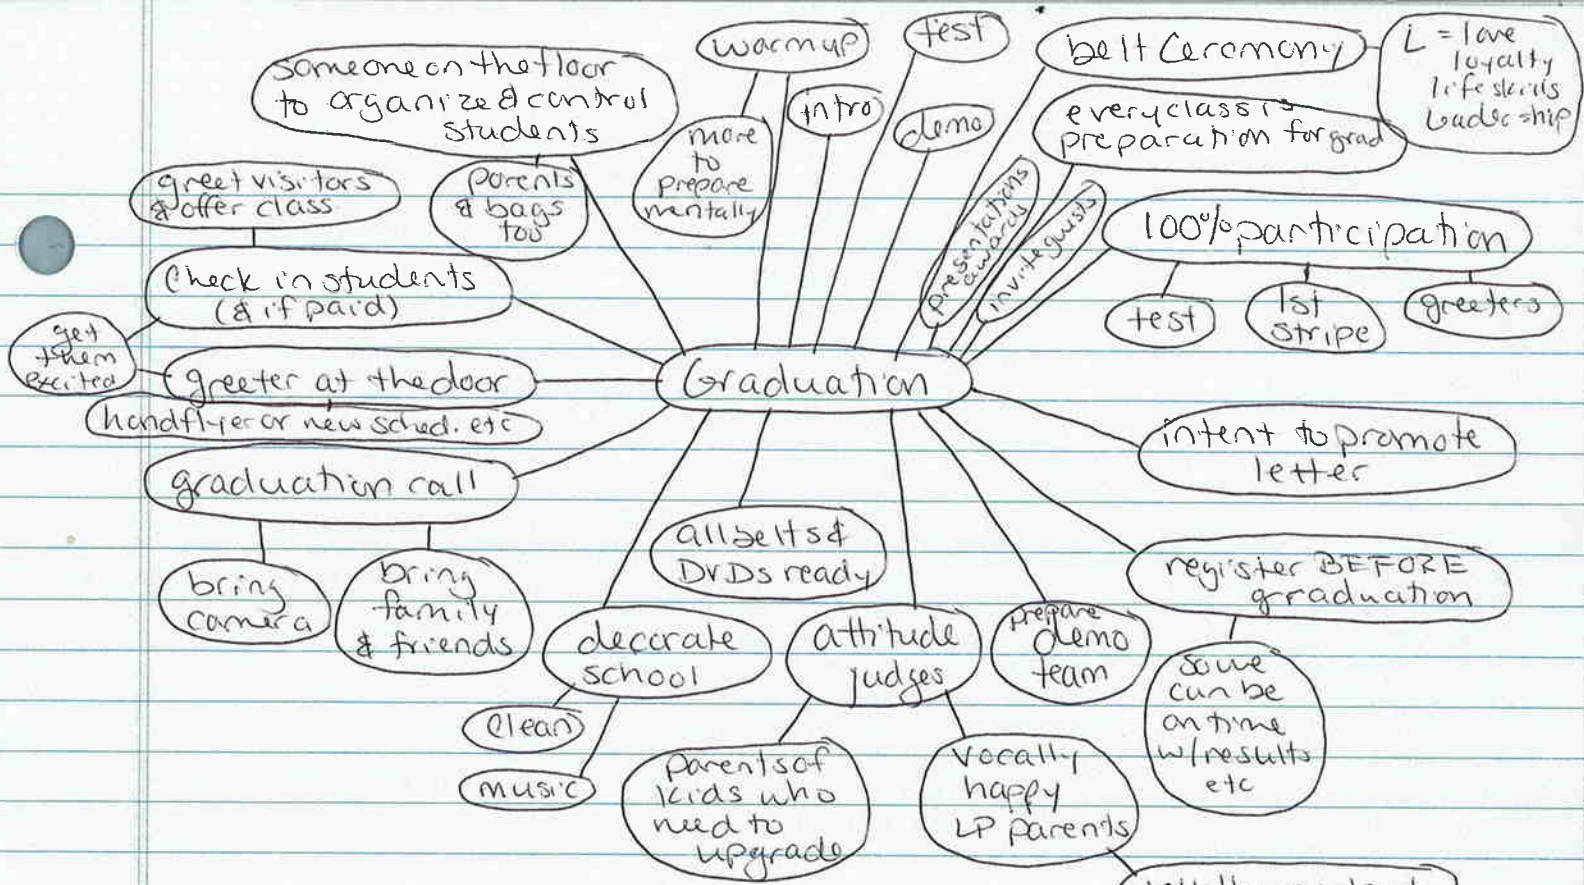 someone on the floor
to organize & control
students
parents
& bags
too
warmup
more
to
prepare
mentally
intro
test
demo
belt Ceremony
L = love
loyalty
lifeskills
Leadership
every class is
preparation for grad
presentations
awards
invite guests
100% participation
test
1st
stripe
greeters
greet visitors
& offer class
Check in students
(& if paid)
get
them
excited
greeter at the door
hand flyer or new sched. etc
Graduation
graduation call
bring
camera
bring
family
& friends
intent to promote
letter
all belts &
DVDs ready
register BEFORE
graduation
some
can be
on time
w/results
etc
decorate
school
clean
music
attitude
judges
parents of
kids who
need to
upgrade
vocally
happy
LP parents
prepare
demo
team